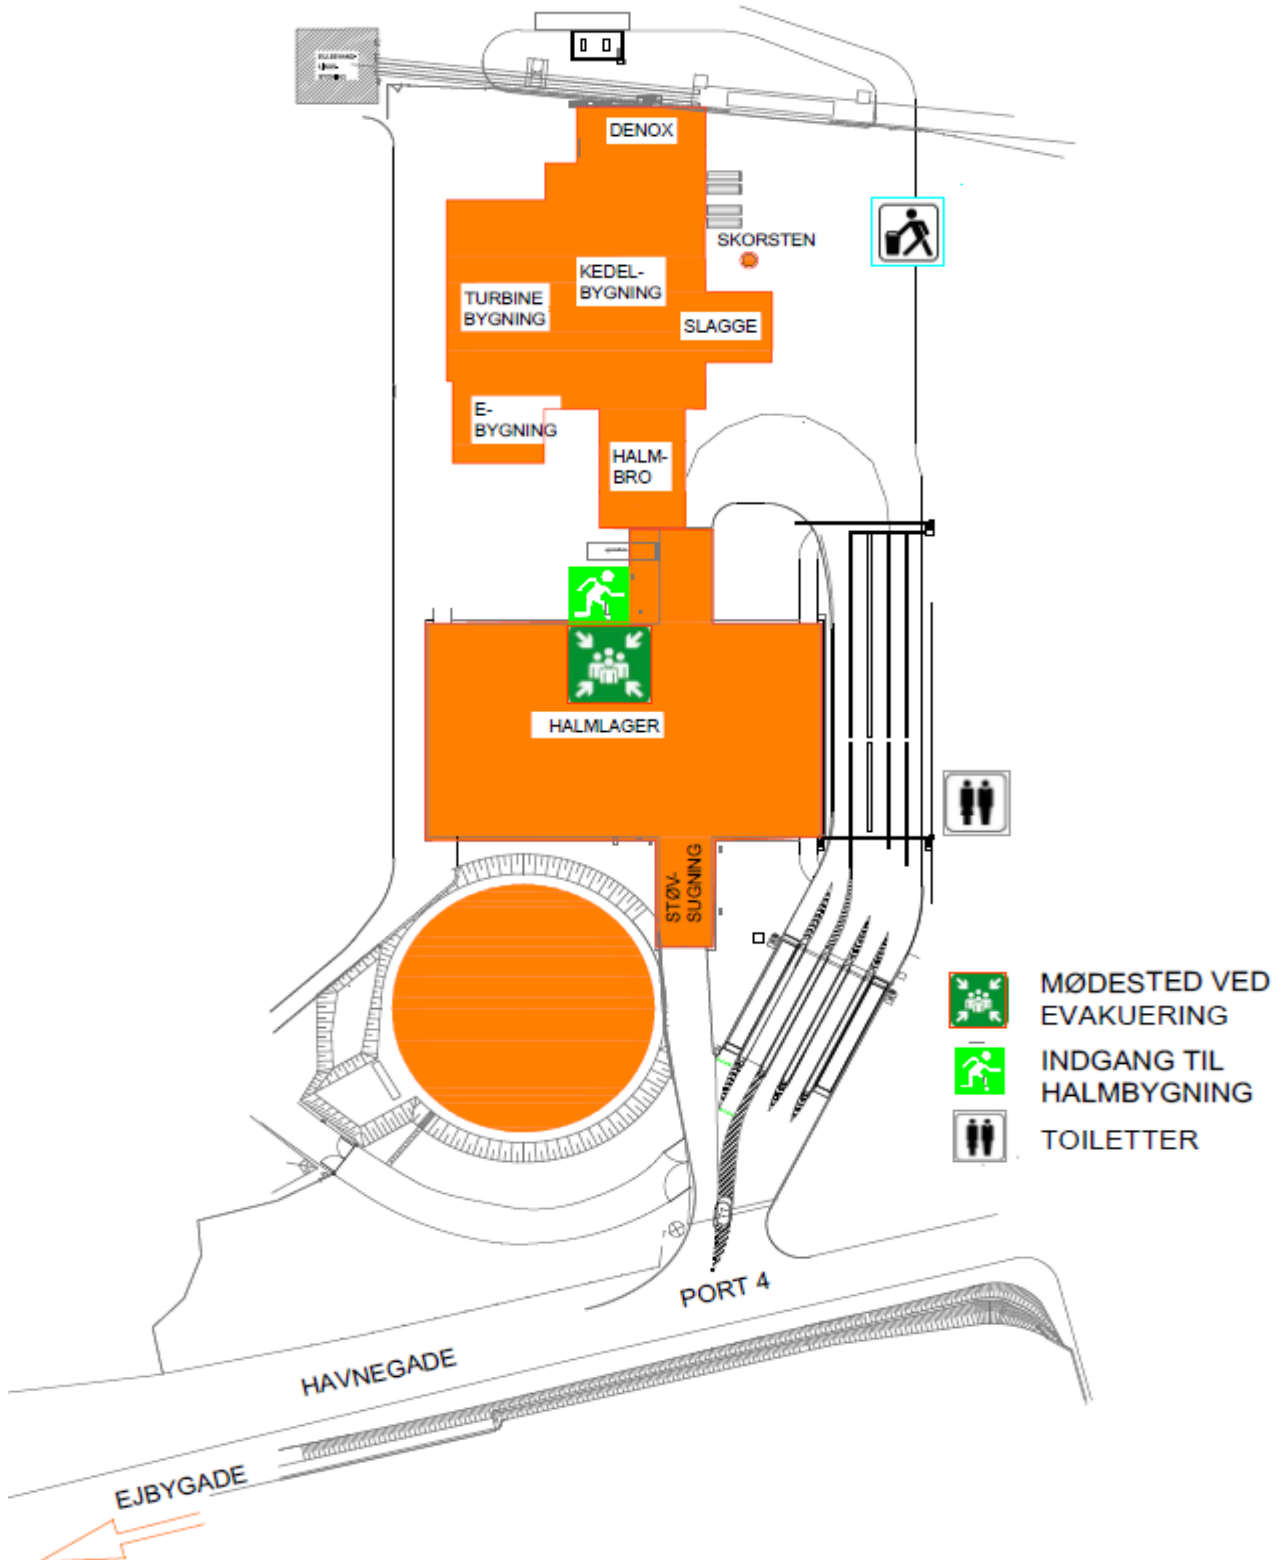 DENOX
SKORSTEN
KEDEL-
BYGNING
TURBINE
BYGNING
SLAGGE
E-
BYGNING
HALM-
BRO
HALMLAGER
STØV-
SUGNING
MØDESTED VED
EVAKUERING
INDGANG TIL
HALMBYGNING
TOILETTER
PORT 4
HAVNEGADE
EJBYGADE